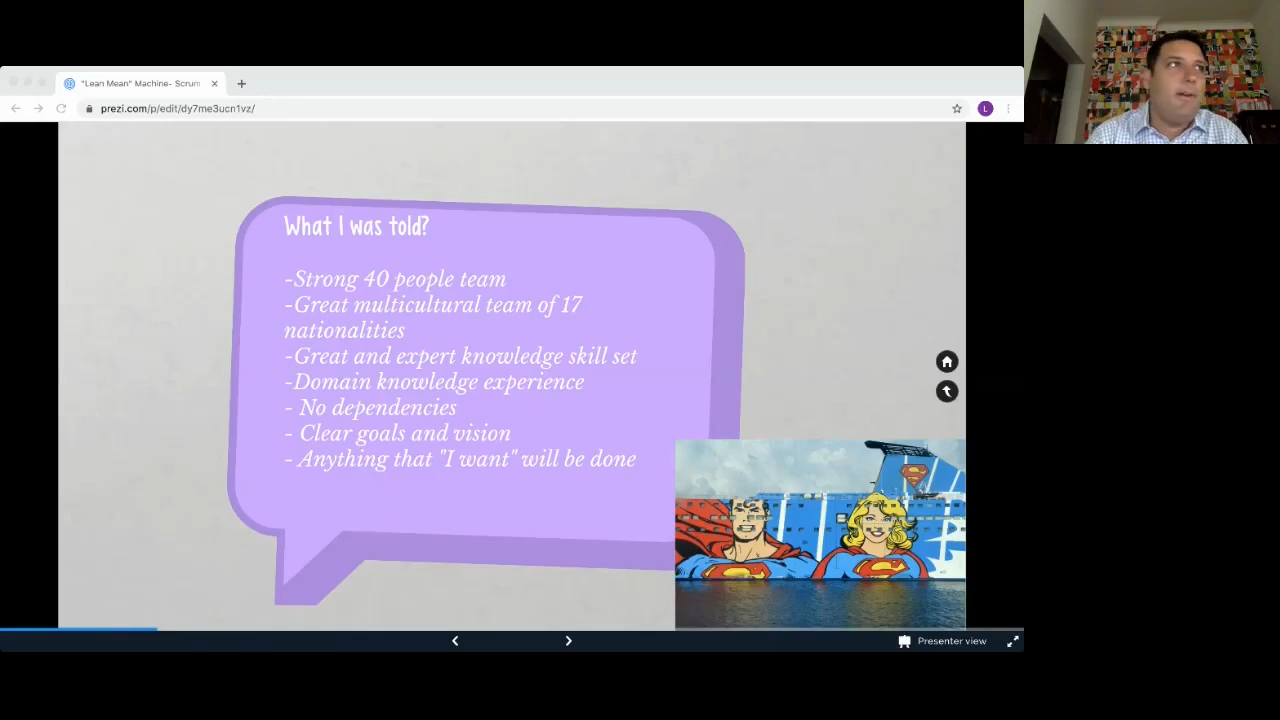 "Lean Mean" Machine- Scrum
prezi.com/p/edit/dy7me3ucn1vz/
L
What I was told?
-Strong 40 people team
-Great multicultural team of 17
nationalities
-Great and expert knowledge skill set
-Domain knowledge experience
- No dependencies
- Clear goals and vision
- Anything that "I want" will be done
Presenter view